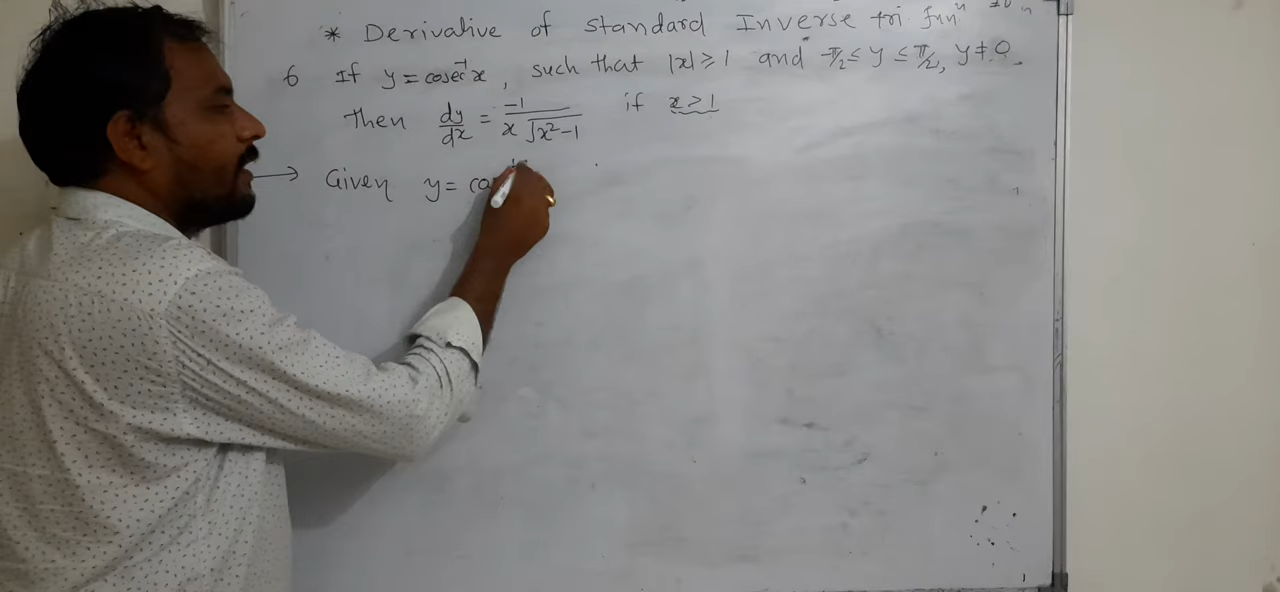 * Derivative of standard Inverse tri. funⁿ
6 If y = cosec⁻¹x, such that |x| ≥ 1 and -π/2 ≤ y ≤ π/2, y ≠ 0.
Then dy/dx = -1/(x √(x²-1)) if x > 1
→ Given y =